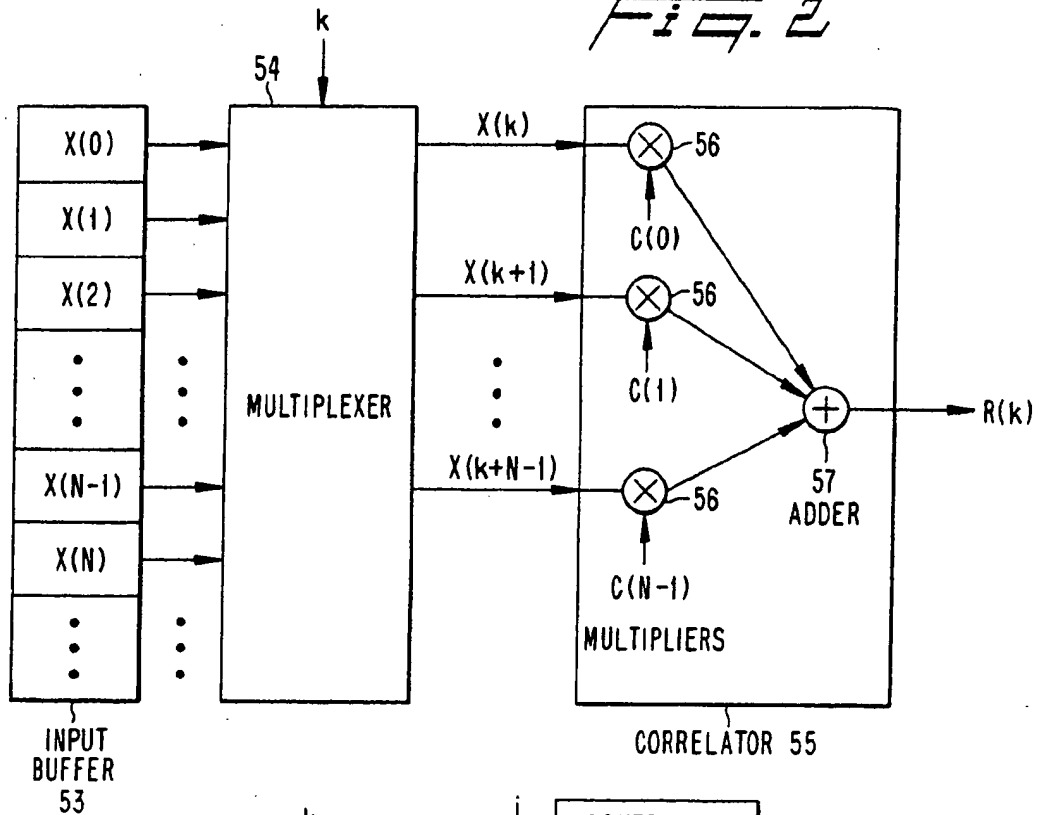 Fig. 2
k
54
X(0)
X(1)
X(2)
X(N-1)
X(N)
INPUT
BUFFER
53
MULTIPLEXER
X(k)
X(k+1)
X(k+N-1)
56
C(0)
56
C(1)
56
C(N-1)
MULTIPLIERS
57
ADDER
R(k)
CORRELATOR 55